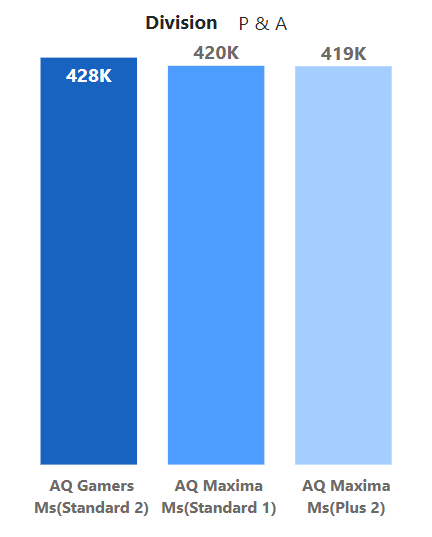 Division P & A
428K
420K
419K
AQ Gamers
Ms(Standard 2)
AQ Maxima
Ms(Standard 1)
AQ Maxima
Ms(Plus 2)